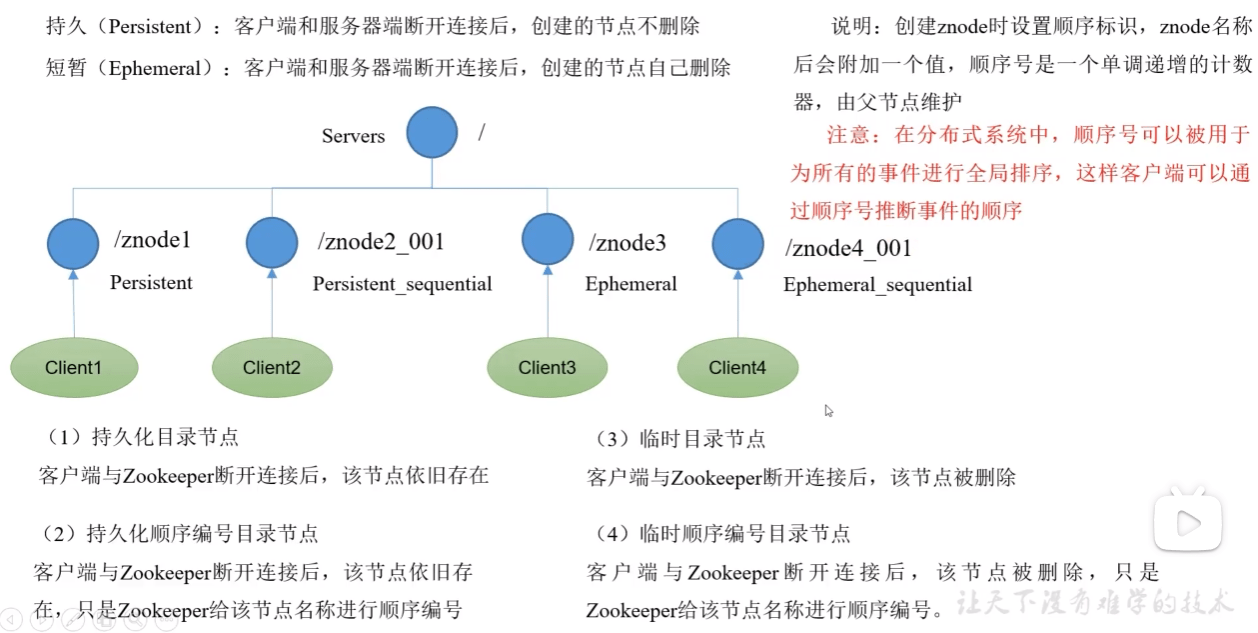 持久（Persistent）：客户端和服务器端断开连接后，创建的节点不删除
短暂（Ephemeral）：客户端和服务器端断开连接后，创建的节点自己删除
说明：创建znode时设置顺序标识，znode名称
后会附加一个值，顺序号是一个单调递增的计数
器，由父节点维护
注意：在分布式系统中，顺序号可以被用于
为所有的事件进行全局排序，这样客户端可以通
过顺序号推断事件的顺序
Servers
/
/znode1
Persistent
/znode2_001
Persistent_sequential
/znode3
Ephemeral
/znode4_001
Ephemeral_sequential
Client1
Client2
Client3
Client4
（1）持久化目录节点
客户端与Zookeeper断开连接后，该节点依旧存在
（2）持久化顺序编号目录节点
客户端与Zookeeper断开连接后，该节点依旧存
在，只是Zookeeper给该节点名称进行顺序编号
（3）临时目录节点
客户端与Zookeeper断开连接后，该节点被删除
（4）临时顺序编号目录节点
客户端与Zookeeper断开连接后，该节点被删除，只是
Zookeeper给该节点名称进行顺序编号。
让天下没有难学的技术